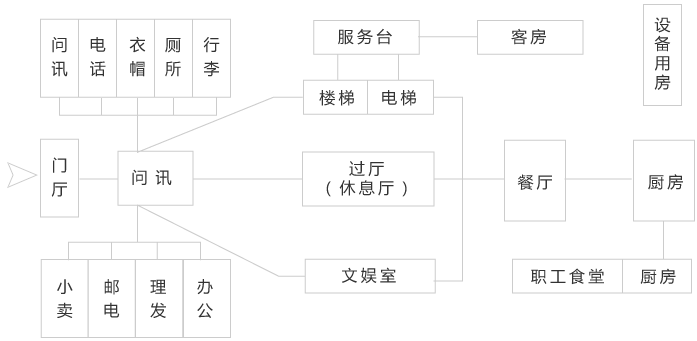 问讯
电话
衣帽
厕所
行李
服务台
客房
设备用房
楼梯
电梯
门厅
问讯
过厅
（休息厅）
餐厅
厨房
小卖
邮电
理发
办公
文娱室
职工食堂
厨房